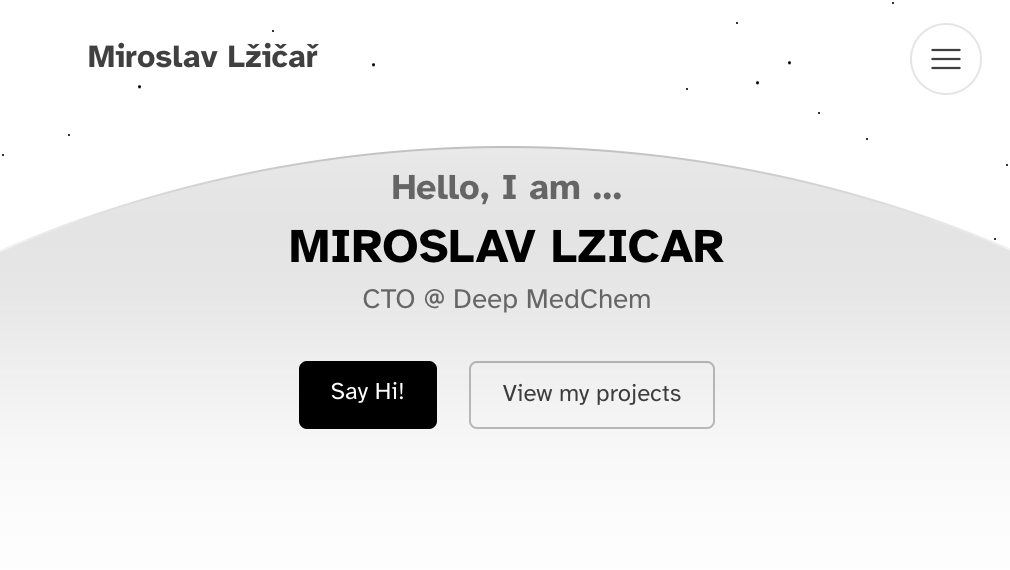 Miroslav Lžičař
Hello, I am ...
MIROSLAV LZICAR
CTO @ Deep MedChem
Say Hi!
View my projects